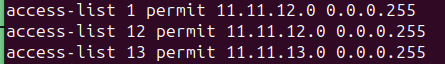 access-list 1 permit 11.11.12.0 0.0.0.255
access-list 12 permit 11.11.12.0 0.0.0.255
access-list 13 permit 11.11.13.0 0.0.0.255